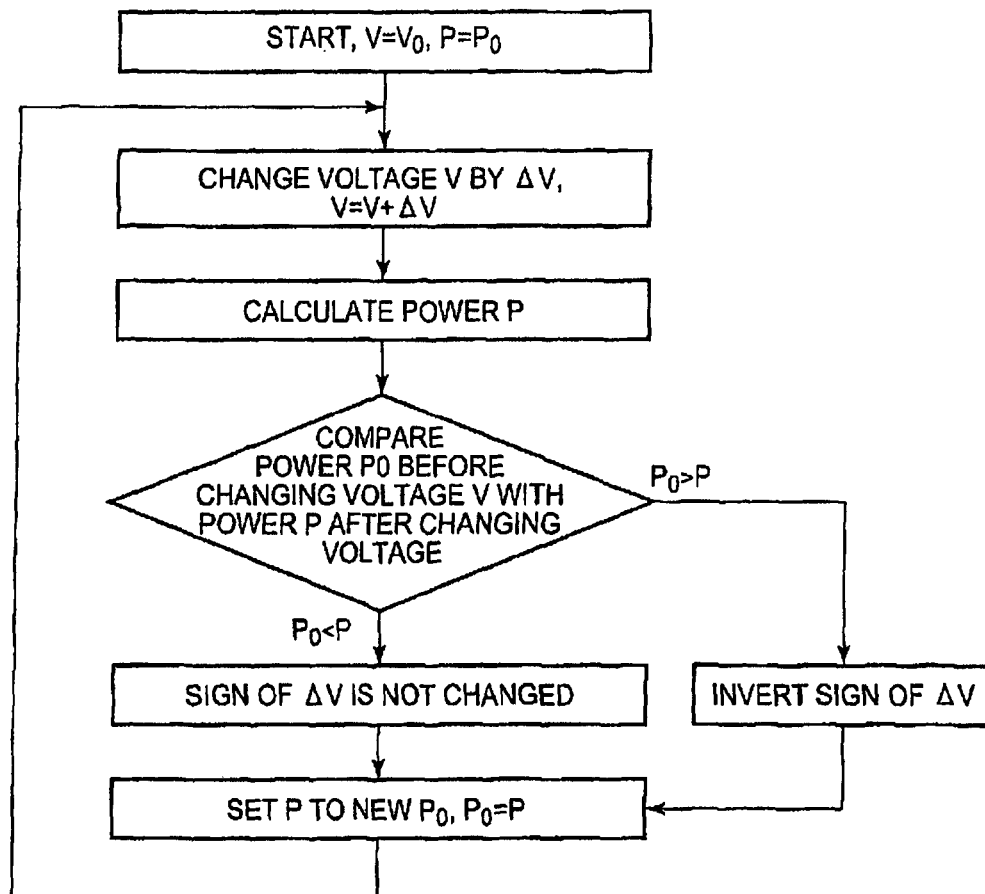 START, V=V₀, P=P₀
CHANGE VOLTAGE V BY ΔV,
V=V+ΔV
CALCULATE POWER P
COMPARE
POWER P0 BEFORE
CHANGING VOLTAGE V WITH
POWER P AFTER CHANGING
VOLTAGE
P₀>P
P₀<P
SIGN OF ΔV IS NOT CHANGED
INVERT SIGN OF ΔV
SET P TO NEW P₀, P₀=P